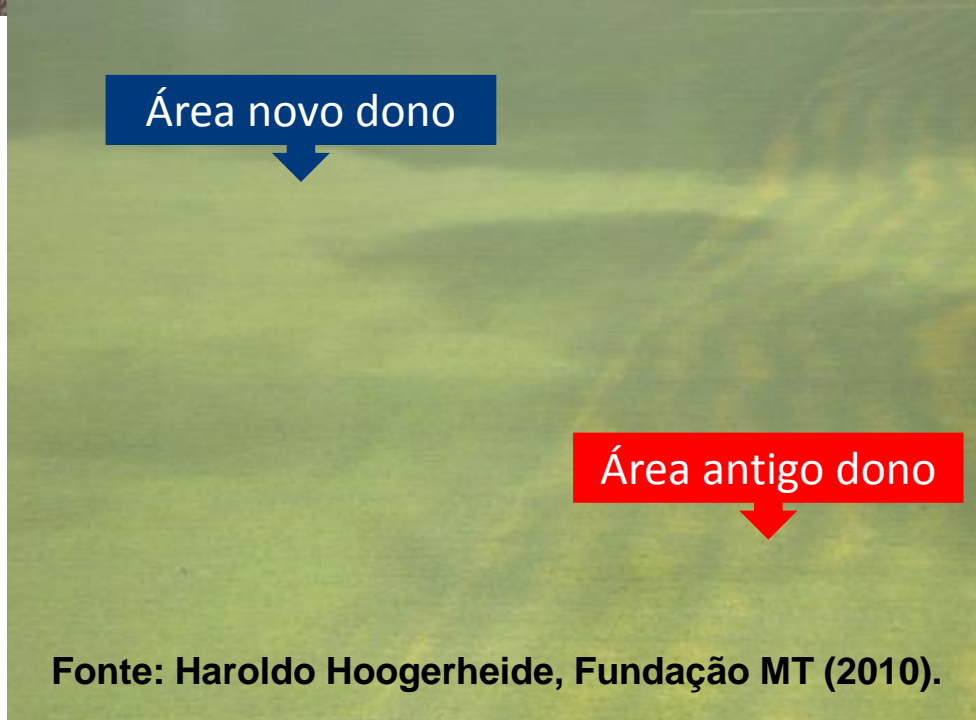 Área novo dono
Área antigo dono
Fonte: Haroldo Hoogerheide, Fundação MT (2010).